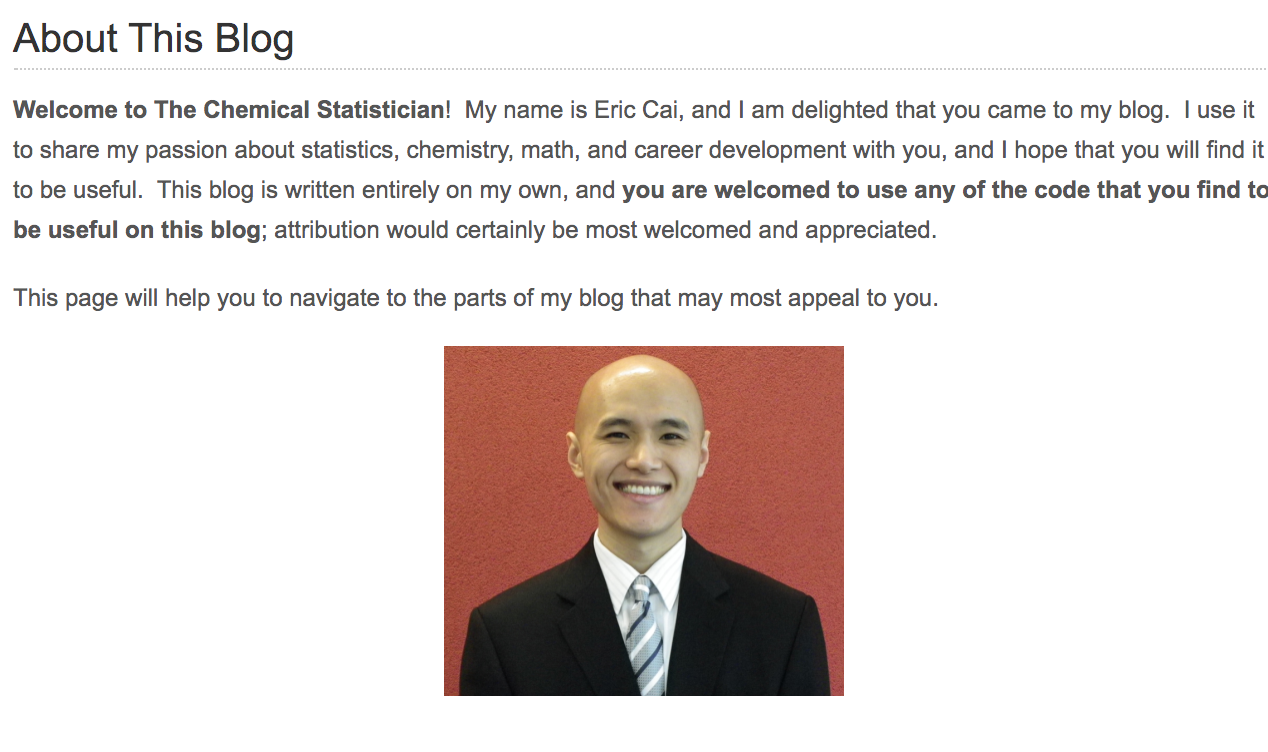 About This Blog
Welcome to The Chemical Statistician!  My name is Eric Cai, and I am delighted that you came to my blog.  I use it
to share my passion about statistics, chemistry, math, and career development with you, and I hope that you will find it
to be useful.  This blog is written entirely on my own, and you are welcomed to use any of the code that you find to
be useful on this blog; attribution would certainly be most welcomed and appreciated.
This page will help you to navigate to the parts of my blog that may most appeal to you.